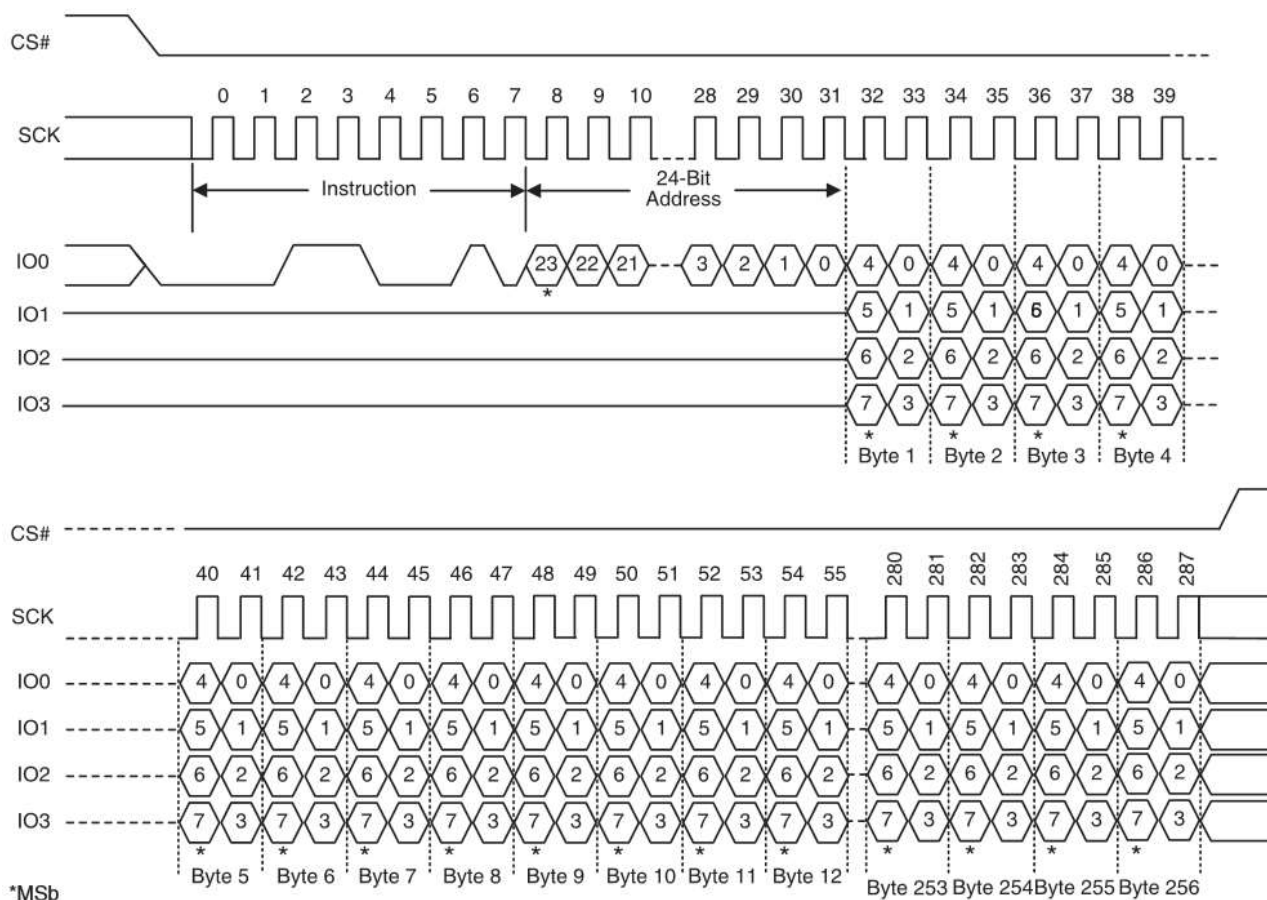 CS#
0 1 2 3 4 5 6 7 8 9 10 28 29 30 31 32 33 34 35 36 37 38 39
SCK
Instruction
24-Bit
Address
IO0 23 22 21 3 2 1 0 4 0 4 0 4 0 4 0
*
IO1 5 1 5 1 6 1 5 1
IO2 6 2 6 2 6 2 6 2
IO3 7 3 7 3 7 3 7 3
* * * *
Byte 1 Byte 2 Byte 3 Byte 4
CS#
40 41 42 43 44 45 46 47 48 49 50 51 52 53 54 55 280 281 282 283 284 285 286 287
SCK
IO0 4 0 4 0 4 0 4 0 4 0 4 0 4 0 4 0 4 0 4 0 4 0 4 0
IO1 5 1 5 1 5 1 5 1 5 1 5 1 5 1 5 1 5 1 5 1 5 1 5 1
IO2 6 2 6 2 6 2 6 2 6 2 6 2 6 2 6 2 6 2 6 2 6 2 6 2
IO3 7 3 7 3 7 3 7 3 7 3 7 3 7 3 7 3 7 3 7 3 7 3 7 3
* * * * * * * * * * * *
Byte 5 Byte 6 Byte 7 Byte 8 Byte 9 Byte 10 Byte 11 Byte 12 Byte 253 Byte 254 Byte 255 Byte 256
*MSb